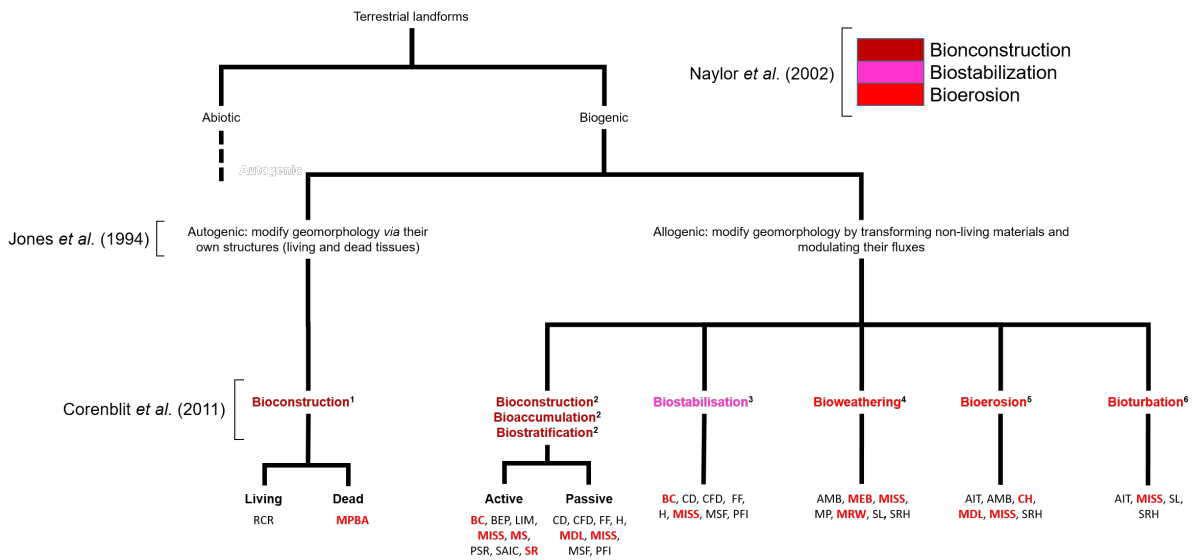 Terrestrial landforms
Naylor et al. (2002)
Bionconstruction
Biostabilization
Bioerosion
Abiotic
Biogenic
Autogenic
Jones et al. (1994)
Autogenic: modify geomorphology via their
own structures (living and dead tissues)
Allogenic: modify geomorphology by transforming non-living materials and
modulating their fluxes
Corenblit et al. (2011)
Bioconstruction¹
Bioconstruction²
Bioaccumulation²
Biostratification²
Biostabilisation³
Bioweathering⁴
Bioerosion⁵
Bioturbation⁶
Living
RCR
Dead
MPBA
Active
BC, BEP, LIM,
MISS, MS,
PSR, SAIC, SR
Passive
CD, CFD, FF, H,
MDL, MISS,
MSF, PFI
BC, CD, CFD, FF,
H, MISS, MSF, PFI
AMB, MEB, MISS,
MP, MRW, SL, SRH
AIT, AMB, CH,
MDL, MISS, SRH
AIT, MISS, SL,
SRH